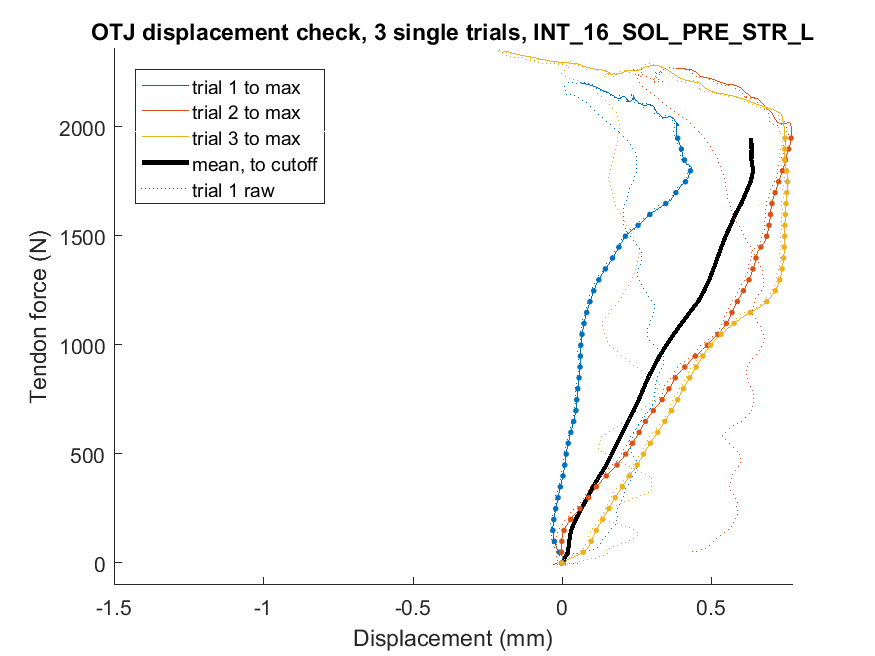 OTJ displacement check, 3 single trials, INT_16_SOL_PRE_STR_L
trial 1 to max
trial 2 to max
trial 3 to max
mean, to cutoff
trial 1 raw
2000
1500
1000
500
0
Tendon force (N)
-1.5
-1
-0.5
0
0.5
Displacement (mm)